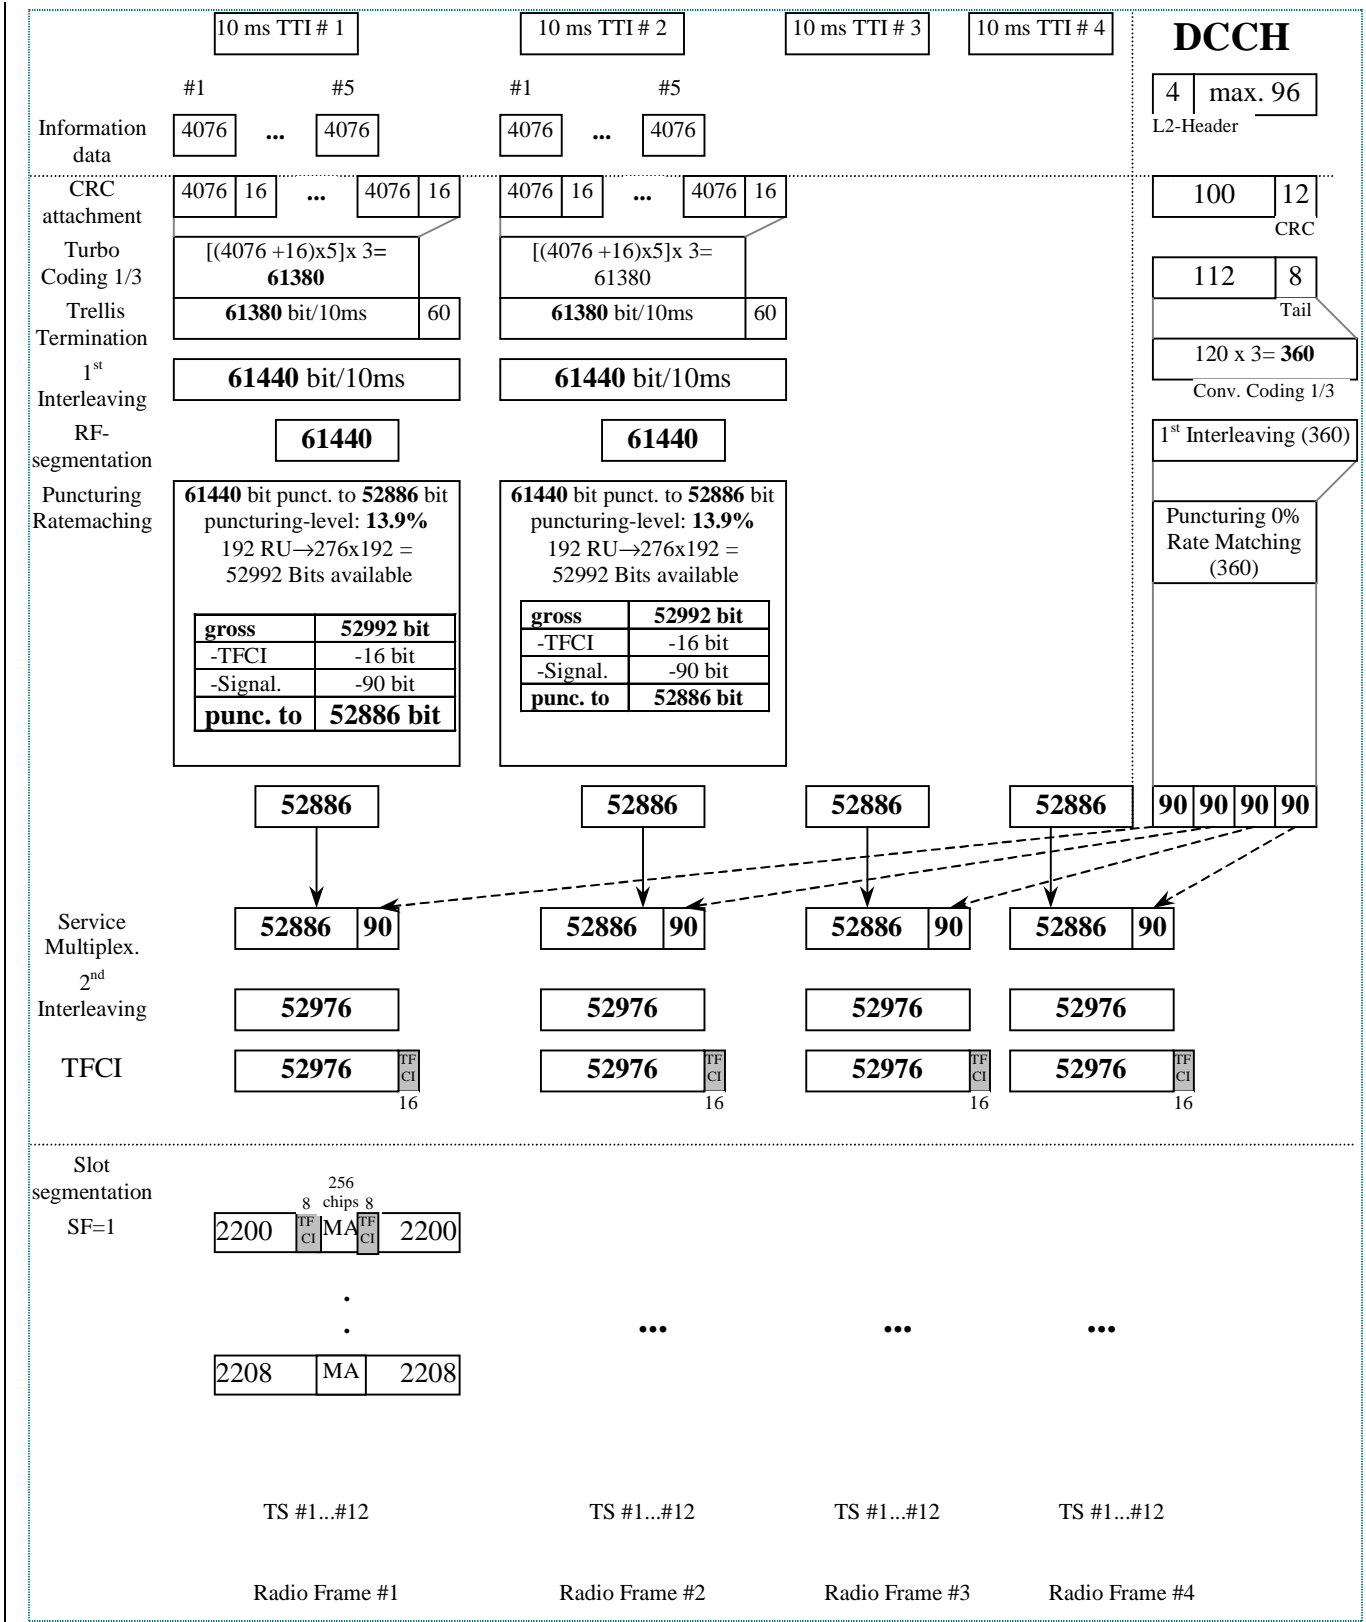 10 ms TTI # 1 10 ms TTI # 2 10 ms TTI # 3 10 ms TTI # 4 DCCH
#1 #5 #1 #5
4 max. 96
L2-Header
Information
data
4076 ... 4076 4076 ... 4076
CRC
attachment
4076 16 ... 4076 16 4076 16 ... 4076 16 100 12
CRC
Turbo
Coding 1/3
[(4076 +16)x5]x 3=
61380
[(4076 +16)x5]x 3=
61380
112 8
Tail
Trellis
Termination
61380 bit/10ms 60 61380 bit/10ms 60
120 x 3= 360
Conv. Coding 1/3
1st
Interleaving
61440 bit/10ms 61440 bit/10ms
RF-
segmentation
61440 61440 1st Interleaving (360)
Puncturing
Ratemaching
61440 bit punct. to 52886 bit
puncturing-level: 13.9%
192 RU→276x192 =
52992 Bits available
gross 52992 bit
-TFCI -16 bit
-Signal. -90 bit
punc. to 52886 bit
61440 bit punct. to 52886 bit
puncturing-level: 13.9%
192 RU→276x192 =
52992 Bits available
gross 52992 bit
-TFCI -16 bit
-Signal. -90 bit
punc. to 52886 bit
Puncturing 0%
Rate Matching
(360)
52886 52886 52886 52886 90 90 90 90
Service
Multiplex.
52886 90 52886 90 52886 90 52886 90
2nd
Interleaving
52976 52976 52976 52976
TFCI
52976 TF CI 52976 TF CI 52976 TF CI 52976 TF CI
16 16 16 16
Slot
segmentation
SF=1
256
8 chips 8
2200 TF CI MA TF CI 2200
.
. ... ... ...
2208 MA 2208
TS #1...#12 TS #1...#12 TS #1...#12 TS #1...#12
Radio Frame #1 Radio Frame #2 Radio Frame #3 Radio Frame #4